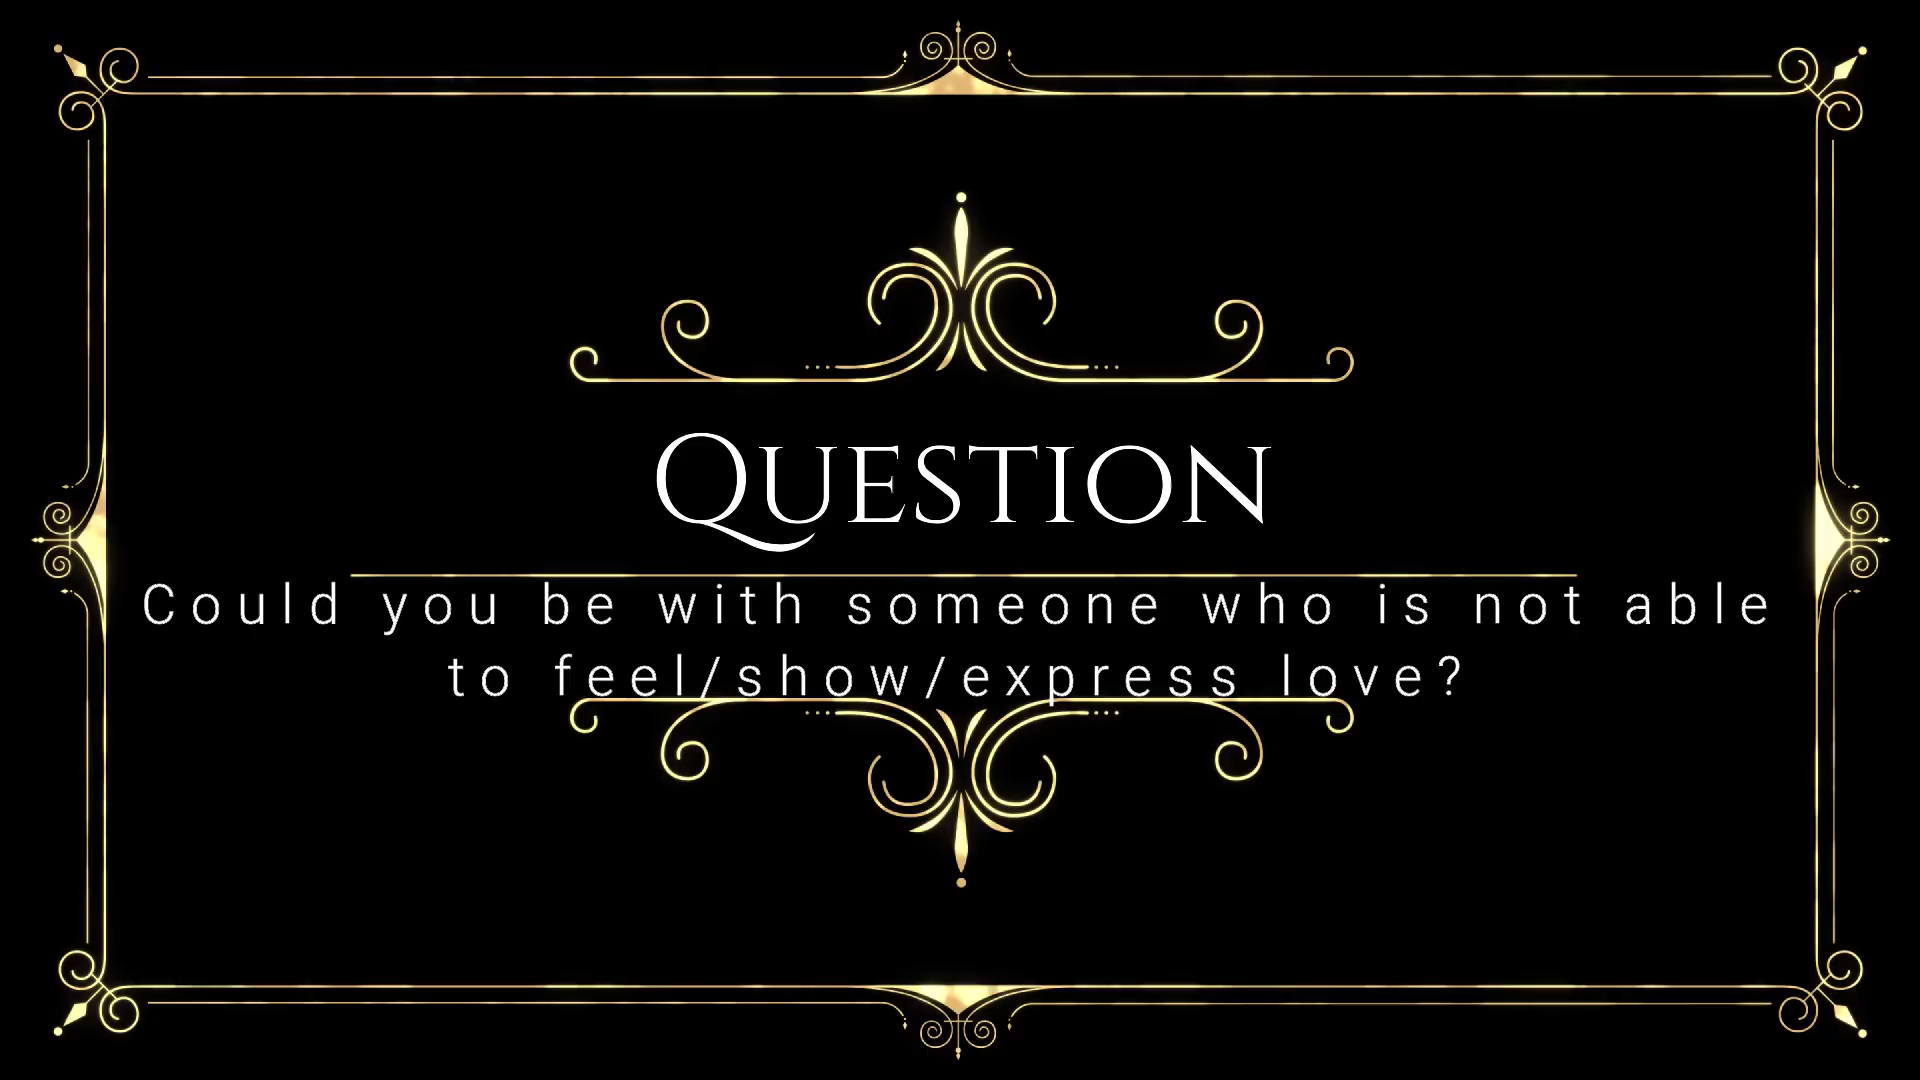 QUESTION
Could you be with someone who is not able
to feel/show/express love?